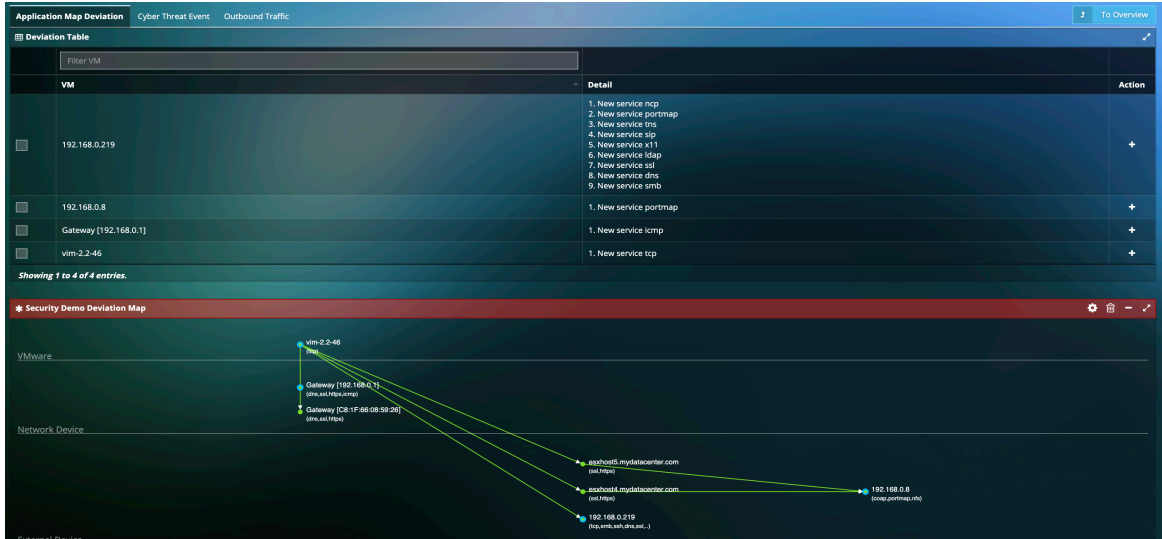 Application Map Deviation Cyber Threat Event Outbound Traffic To Overview
Deviation Table
Filter VM
VM Detail Action
192.168.0.219
1. New service ncp
2. New service portmap
3. New service tns
4. New service sip
5. New service x11
6. New service ldap
7. New service ssl
8. New service dns
9. New service smb
192.168.0.8 1. New service portmap
Gateway [192.168.0.1] 1. New service icmp
vim-2.2-46 1. New service tcp
Showing 1 to 4 of 4 entries.
Security Demo Deviation Map
vim-2.2-46
(tcp)
VMware
Gateway [192.168.0.1]
(dns,ssl,https,icmp)
Gateway [C8:1F:66:08:59:26]
(dns,ssl,https)
Network Device
esxhost5.mydatacenter.com
(ssl,https)
esxhost4.mydatacenter.com
(ssl,https)
192.168.0.8
(coap,portmap,nfs)
192.168.0.219
(tcp,smb,ssh,dns,ssl,..)
External Device